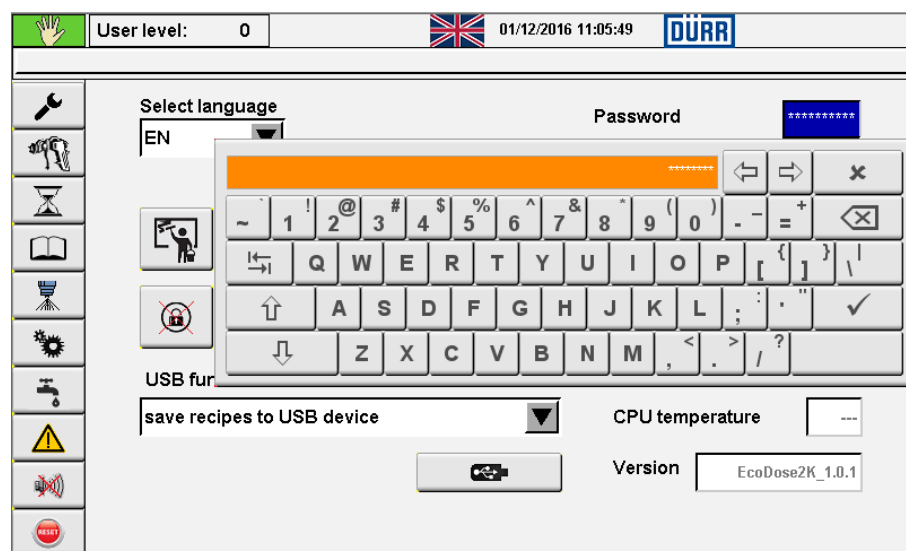 User level: 0 01/12/2016 11:05:49 DÜRR
Select language
Password **********
EN
********
~ ` 1 ! 2 @ 3 # 4 $ 5 % 6 ^ 7 & 8 * 9 ( 0 ) - _ = +
Q W E R T Y U I O P [ { ] } \ |
A S D F G H J K L ; : ' "
Z X C V B N M , < . > / ?
USB fun
save recipes to USB device
CPU temperature ---
Version EcoDose2K_1.0.1
RESET